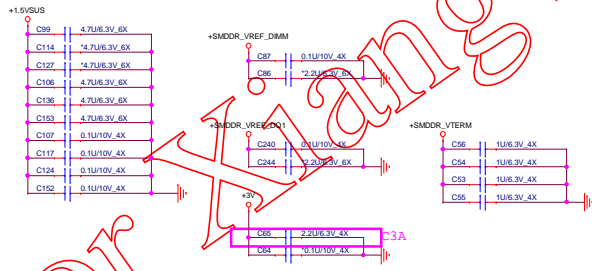 +1.5VSUS
C99 4.7U/6.3V_6X
C114 *4.7U/6.3V_6X
C127 *4.7U/6.3V_6X
C106 4.7U/6.3V_6X
C136 4.7U/6.3V_6X
C153 4.7U/6.3V_6X
C107 0.1U/10V_4X
C117 0.1U/10V_4X
C124 0.1U/10V_4X
C152 0.1U/10V_4X
+SMDDR_VREF_DIMM
C87 0.1U/10V_4X
C86 *2.2U/6.3V_6X
+SMDDR_VREF_DQ1
C240 0.1U/10V_4X
C244 *2.2U/6.3V_6X
+3V
C65 2.2U/6.3V_4X
C3A
C64 *0.1U/10V_4X
+SMDDR_VTERM
C56 1U/6.3V_4X
C54 1U/6.3V_4X
C53 1U/6.3V_4X
C55 1U/6.3V_4X